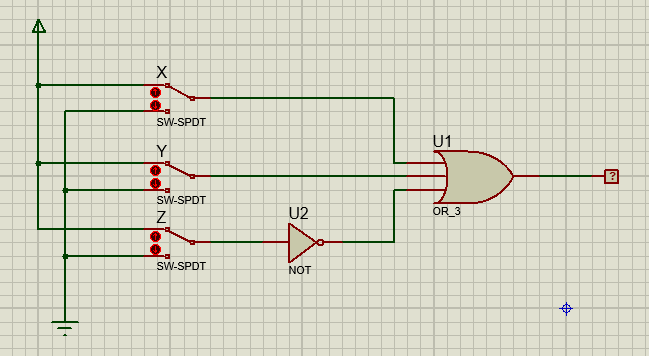 X
SW-SPDT
Y
SW-SPDT
Z
SW-SPDT
U2
NOT
U1
OR_3
?